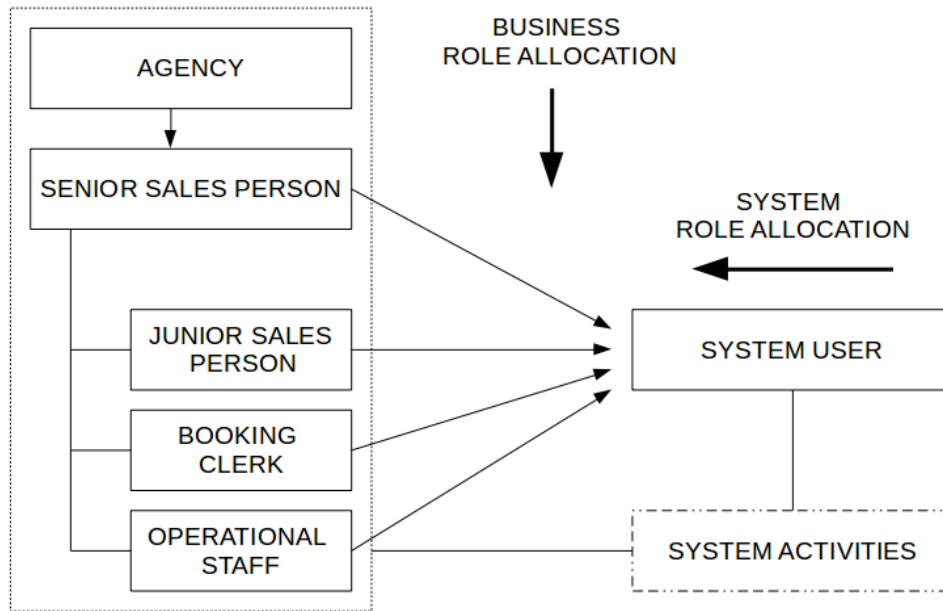 AGENCY
BUSINESS
ROLE ALLOCATION
SENIOR SALES PERSON
SYSTEM
ROLE ALLOCATION
JUNIOR SALES
PERSON
SYSTEM USER
BOOKING
CLERK
OPERATIONAL
STAFF
SYSTEM ACTIVITIES